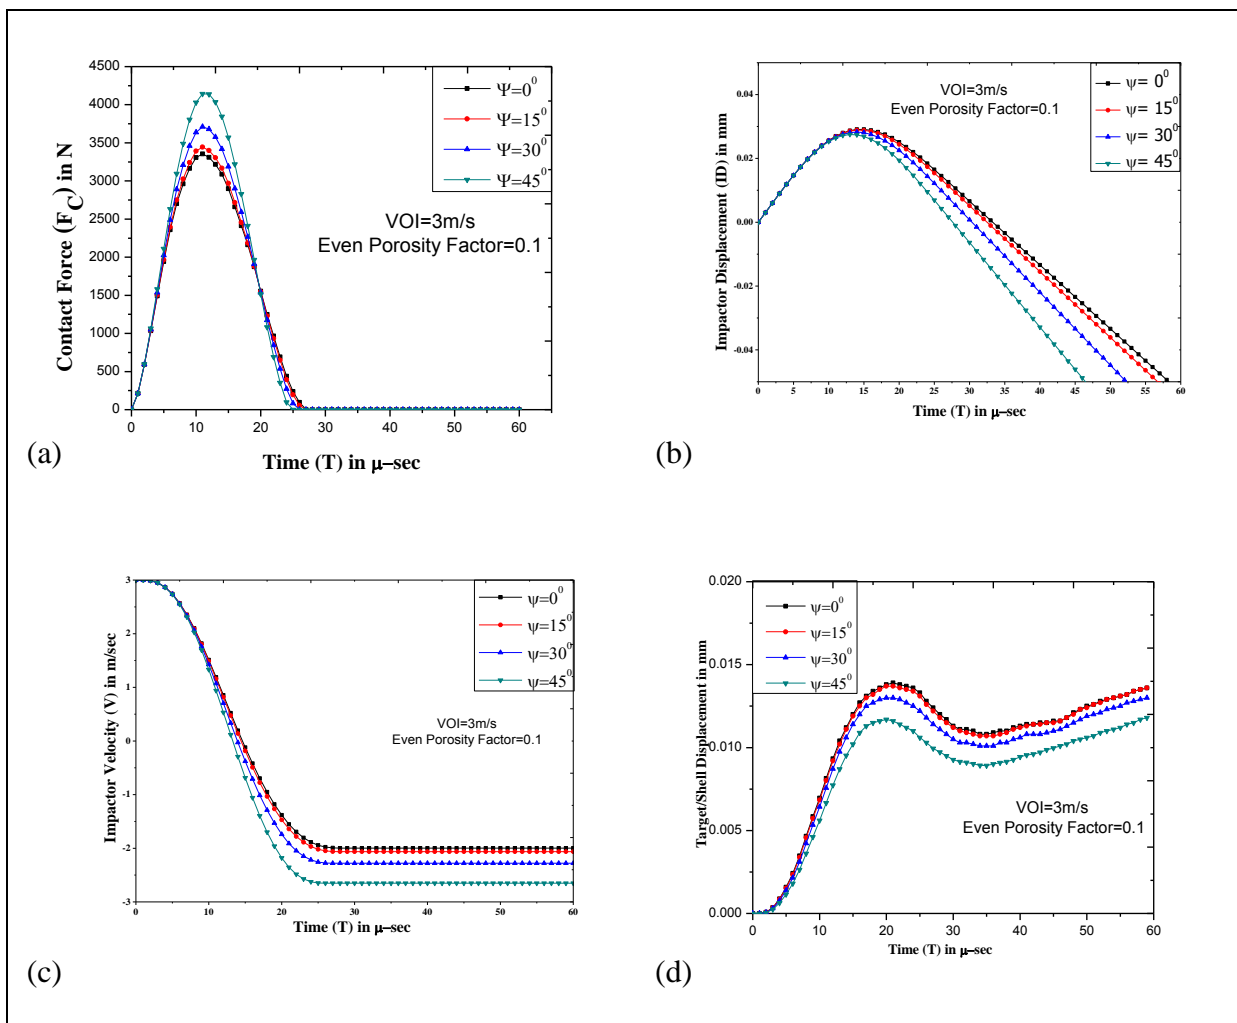 4500
4000
3500
3000
2500
2000
1500
1000
500
0
Contact Force (F_C) in N
Ψ=0⁰
Ψ=15⁰
Ψ=30⁰
Ψ=45⁰
VOI=3m/s
Even Porosity Factor=0.1
0 10 20 30 40 50 60
Time (T) in μ–sec
(a)
0.04
0.02
0.00
-0.02
-0.04
Impactor Displacement (ID) in mm
VOI=3m/s
Even Porosity Factor=0.1
ψ= 0⁰
ψ= 15⁰
ψ= 30⁰
ψ= 45⁰
0 5 10 15 20 25 30 35 40 45 50 55 60
Time (T) in μ–sec
(b)
3
2
1
0
-1
-2
-3
Impactor Velocity (V) in m/sec
ψ=0⁰
ψ=15⁰
ψ=30⁰
ψ=45⁰
VOI=3m/s
Even Porosity Factor=0.1
0 10 20 30 40 50 60
Time (T) in μ–sec
(c)
0.020
0.015
0.010
0.005
0.000
Target/Shell Displacement in mm
ψ=0⁰
ψ=15⁰
ψ=30⁰
ψ=45⁰
VOI=3m/s
Even Porosity Factor=0.1
0 10 20 30 40 50 60
Time (T) in μ–sec
(d)